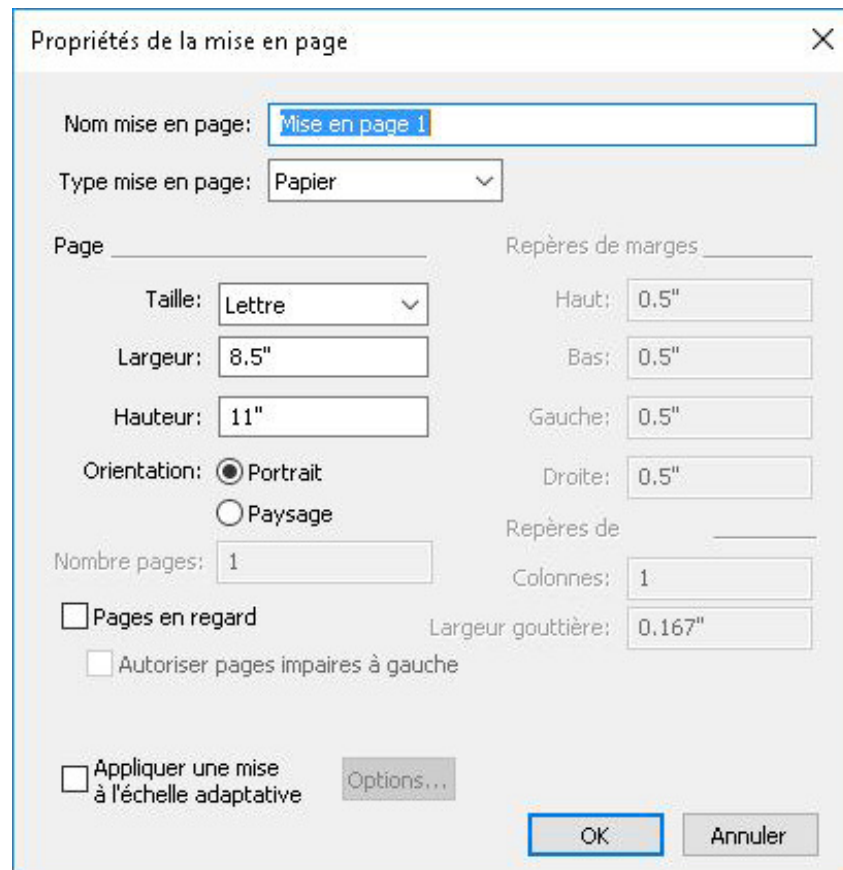 Propriétés de la mise en page
Nom mise en page: Mise en page 1
Type mise en page: Papier
Page
Taille: Lettre
Largeur: 8.5"
Hauteur: 11"
Orientation: Portrait
Paysage
Nombre pages: 1
Pages en regard
Autoriser pages impaires à gauche
Repères de marges
Haut: 0.5"
Bas: 0.5"
Gauche: 0.5"
Droite: 0.5"
Repères de
Colonnes: 1
Largeur gouttière: 0.167"
Appliquer une mise
à l'échelle adaptative
Options...
OK
Annuler